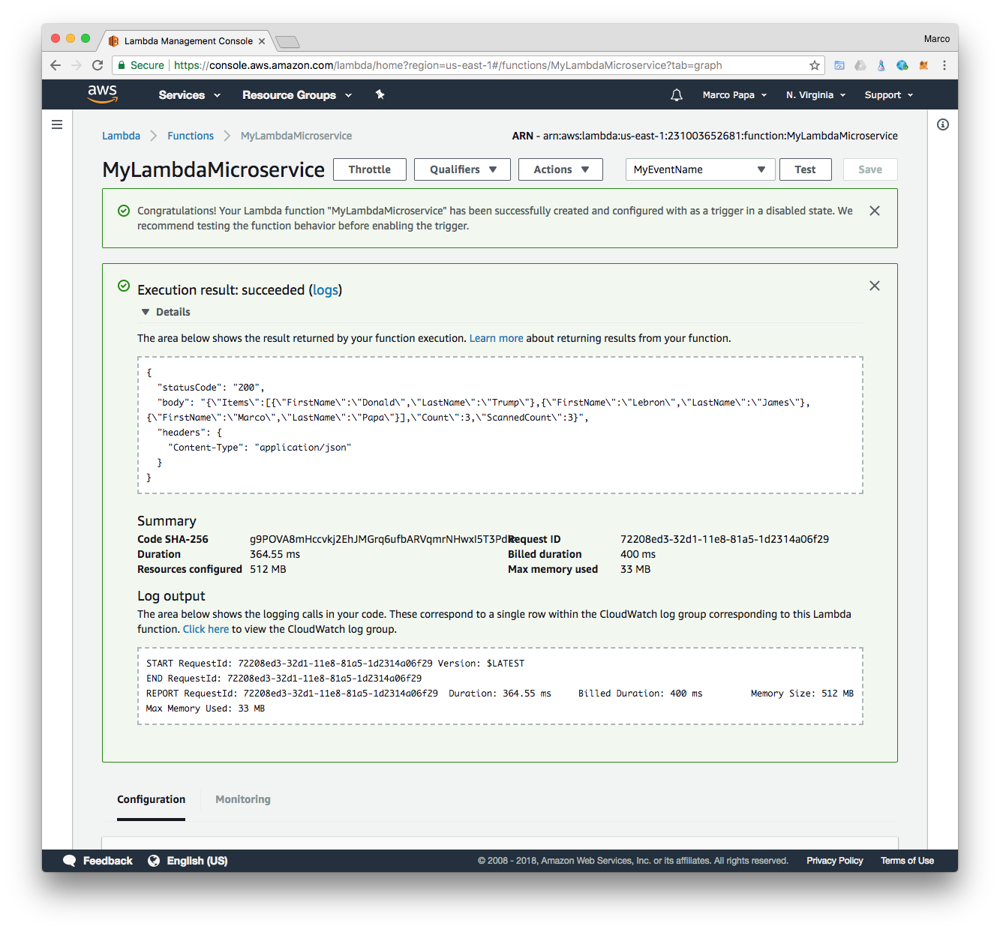 Lambda Management Console
Marco
Secure | https://console.aws.amazon.com/lambda/home?region=us-east-1#/functions/MyLambdaMicroservice?tab=graph
aws Services Resource Groups Marco Papa N. Virginia Support
Lambda Functions MyLambdaMicroservice ARN - arn:aws:lambda:us-east-1:231003652681:function:MyLambdaMicroservice
MyLambdaMicroservice Throttle Qualifiers Actions MyEventName Test Save
Congratulations! Your Lambda function "MyLambdaMicroservice" has been successfully created and configured with as a trigger in a disabled state. We
recommend testing the function behavior before enabling the trigger.
Execution result: succeeded (logs)
Details
The area below shows the result returned by your function execution. Learn more about returning results from your function.
{
"statusCode": "200",
"body": "{\"Items\":[{\"FirstName\":\"Donald\",\"LastName\":\"Trump\"},{\"FirstName\":\"Lebron\",\"LastName\":\"James\"},
{\"FirstName\":\"Marco\",\"LastName\":\"Papa\"}],\"Count\":3,\"ScannedCount\":3}",
"headers": {
"Content-Type": "application/json"
}
}
Summary
Code SHA-256 Request ID 72208ed3-32d1-11e8-81a5-1d2314a06f29
Duration 364.55 ms Billed duration 400 ms
Resources configured 512 MB Max memory used 33 MB
Log output
The area below shows the logging calls in your code. These correspond to a single row within the CloudWatch log group corresponding to this Lambda
function. Click here to view the CloudWatch log group.
START RequestId: 72208ed3-32d1-11e8-81a5-1d2314a06f29 Version: $LATEST
END RequestId: 72208ed3-32d1-11e8-81a5-1d2314a06f29
REPORT RequestId: 72208ed3-32d1-11e8-81a5-1d2314a06f29 Duration: 364.55 ms Billed Duration: 400 ms Memory Size: 512 MB
Max Memory Used: 33 MB
Configuration Monitoring
Feedback English (US) © 2008 - 2018, Amazon Web Services, Inc. or its affiliates. All rights reserved. Privacy Policy Terms of Use